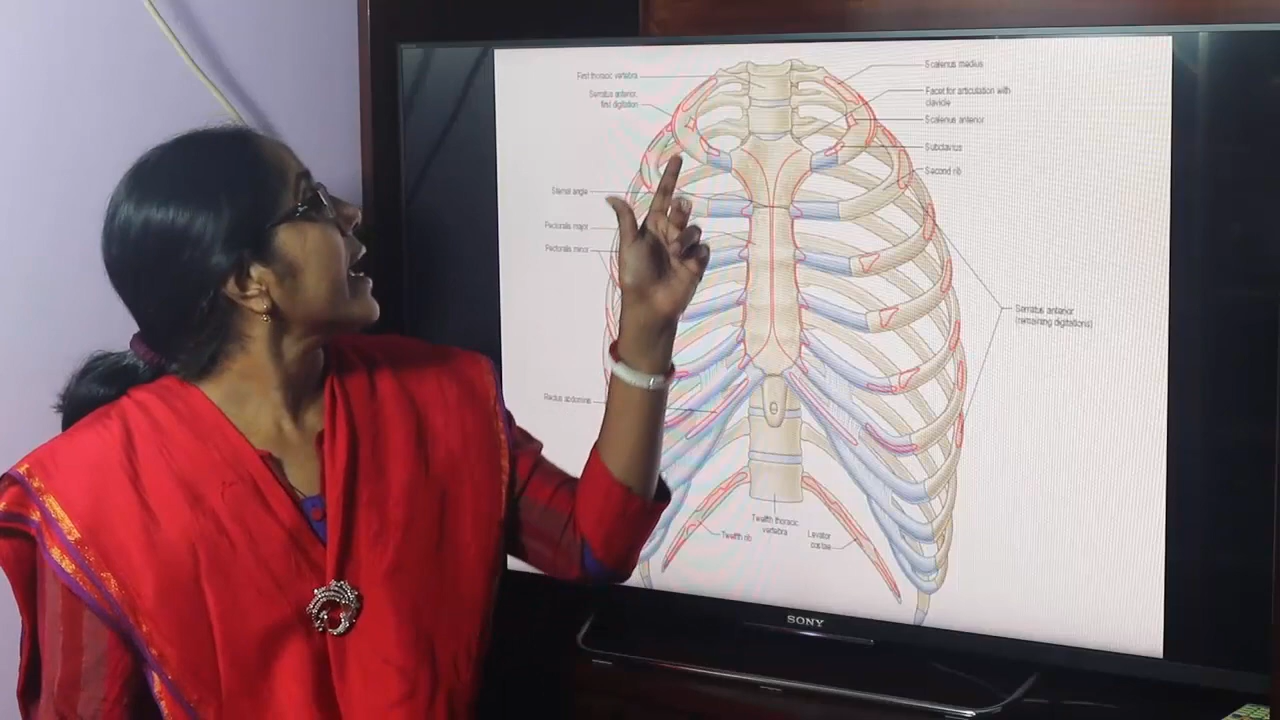 First thoracic vertebra
Serratus anterior,
first digitation
Sternal angle
Pectoralis major
Pectoralis minor
Rectus abdominis
Scalenus medius
Facet for articulation with
clavicle
Scalenus anterior
Subclavius
Second rib
Serratus anterior
(remaining digitations)
Twelfth thoracic
vertebra
Twelfth rib
Levator
costae
SONY